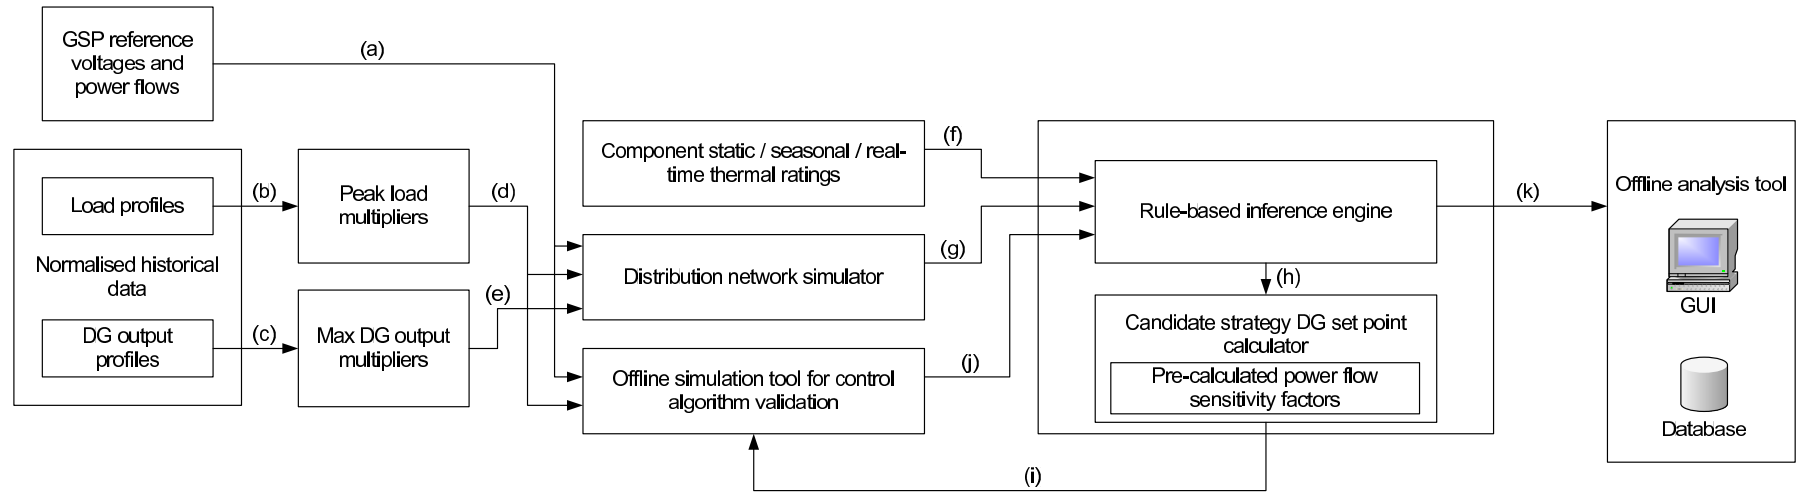 GSP reference
voltages and
power flows
(a)
Load profiles
Normalised historical
data
DG output
profiles
(b)
(c)
Peak load
multipliers
Max DG output
multipliers
(d)
(e)
Component static / seasonal / real-
time thermal ratings
Distribution network simulator
Offline simulation tool for control
algorithm validation
(f)
(g)
(j)
Rule-based inference engine
(h)
Candidate strategy DG set point
calculator
Pre-calculated power flow
sensitivity factors
(i)
(k)
Offline analysis tool
GUI
Database